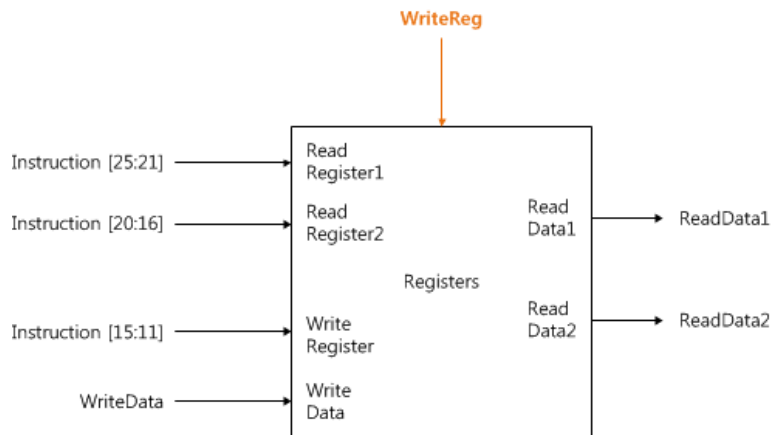 WriteReg
Instruction [25:21]
Read
Register1
Instruction [20:16]
Read
Register2
Read
Data1
ReadData1
Registers
Instruction [15:11]
Write
Register
Read
Data2
ReadData2
WriteData
Write
Data